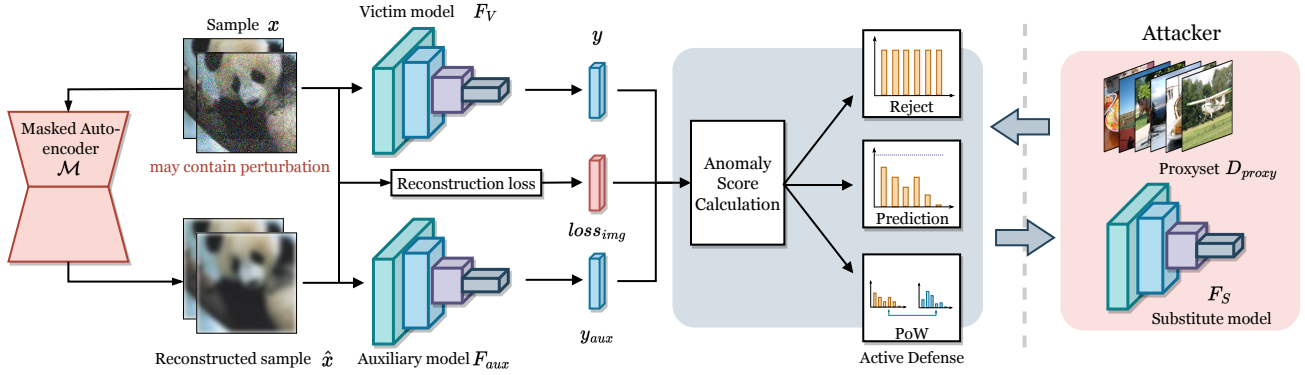 Sample x
Victim model F_V
y
Attacker
Masked Auto-
encoder
M
may contain perturbation
Reconstruction loss
loss_img
Anomaly
Score
Calculation
Reject
Prediction
PoW
Active Defense
Proxyset D_proxy
F_S
Substitute model
Reconstructed sample x̂
Auxiliary model F_aux
y_aux